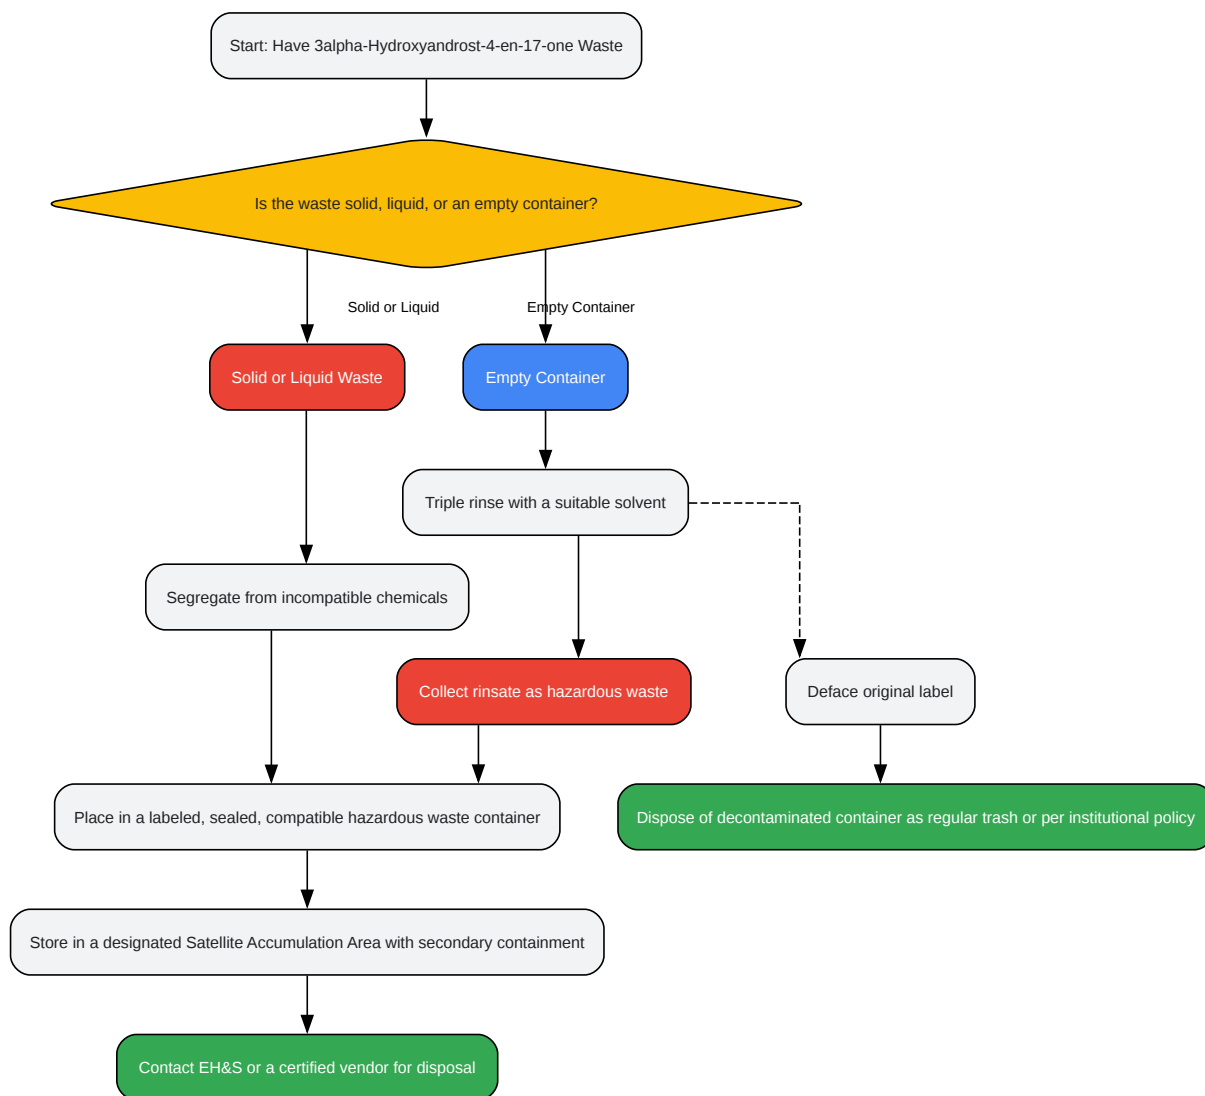 Start: Have 3alpha-Hydroxyandrost-4-en-17-one Waste
Is the waste solid, liquid, or an empty container?
Solid or Liquid
Empty Container
Solid or Liquid Waste
Empty Container
Triple rinse with a suitable solvent
Segregate from incompatible chemicals
Collect rinsate as hazardous waste
Deface original label
Place in a labeled, sealed, compatible hazardous waste container
Dispose of decontaminated container as regular trash or per institutional policy
Store in a designated Satellite Accumulation Area with secondary containment
Contact EH&S or a certified vendor for disposal